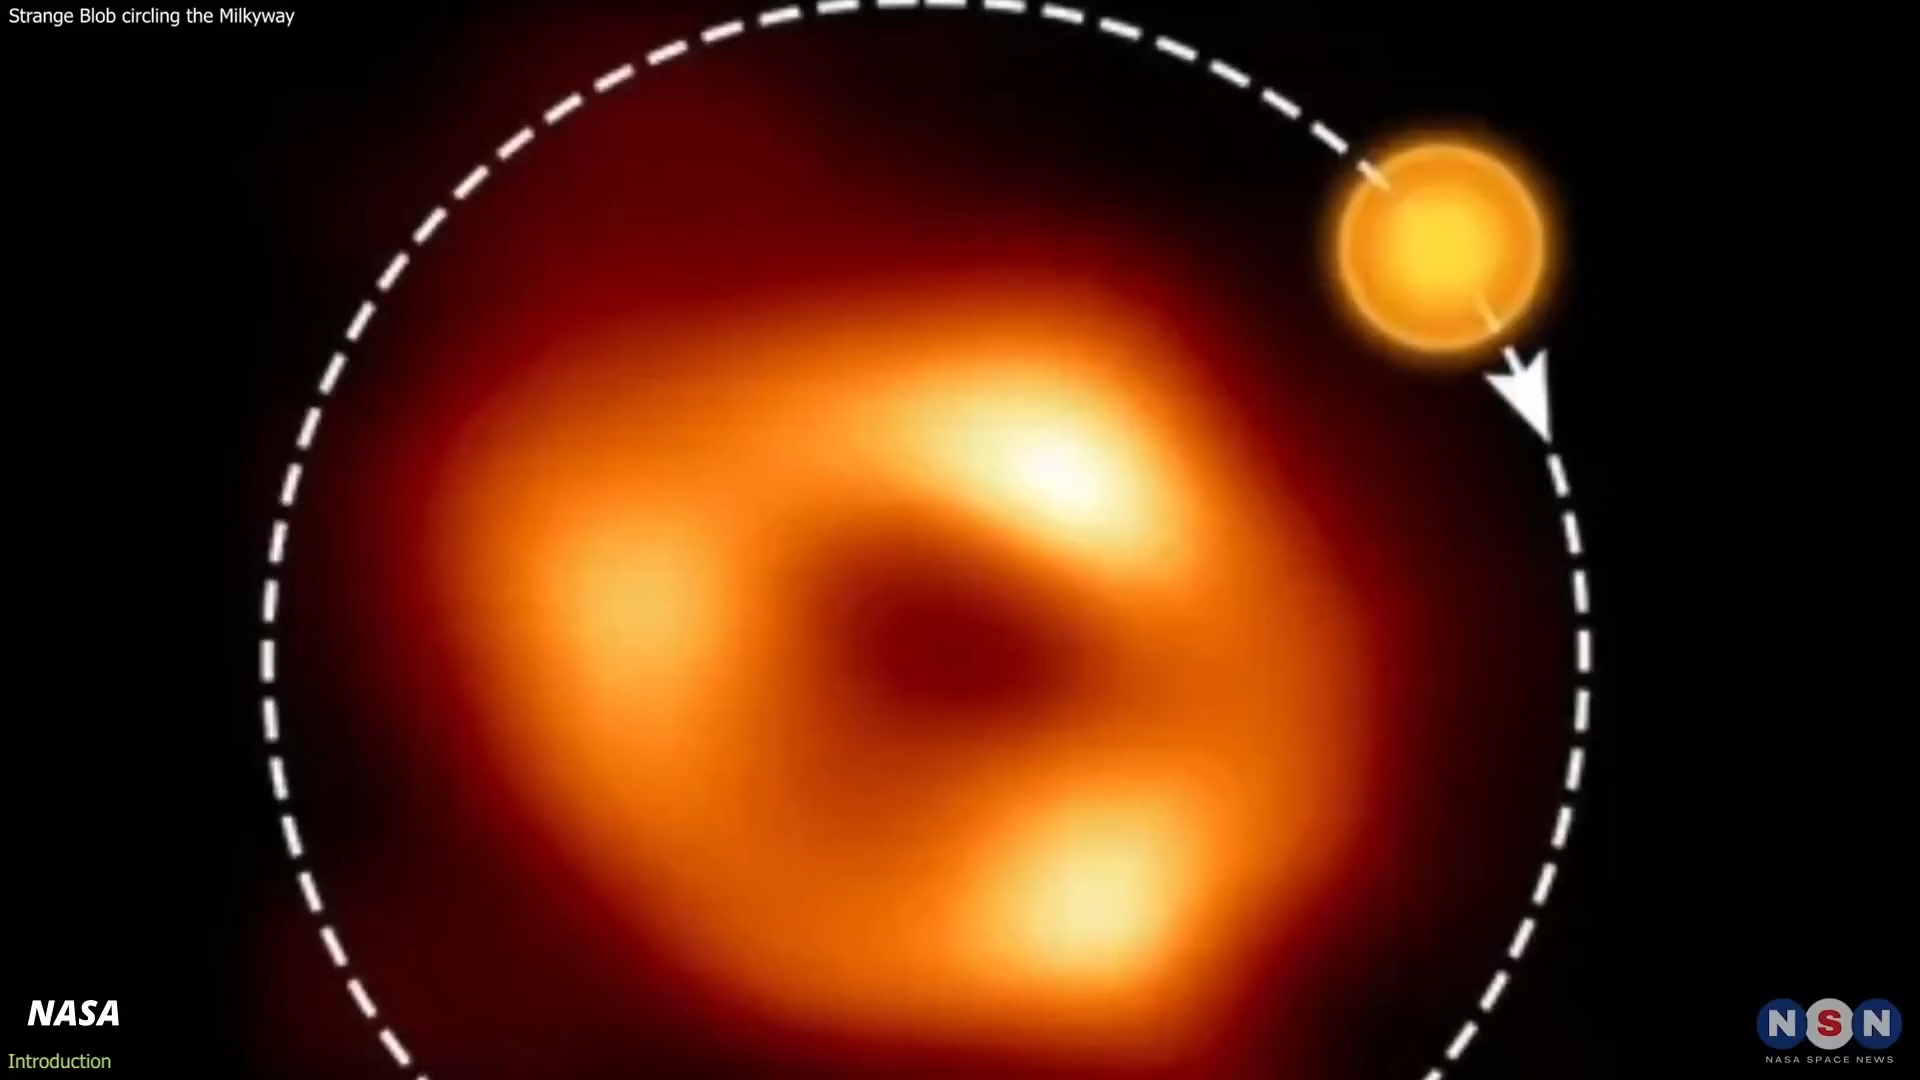 Strange Blob circling the Milkyway
NASA
Introduction
NSN
NASA SPACE NEWS